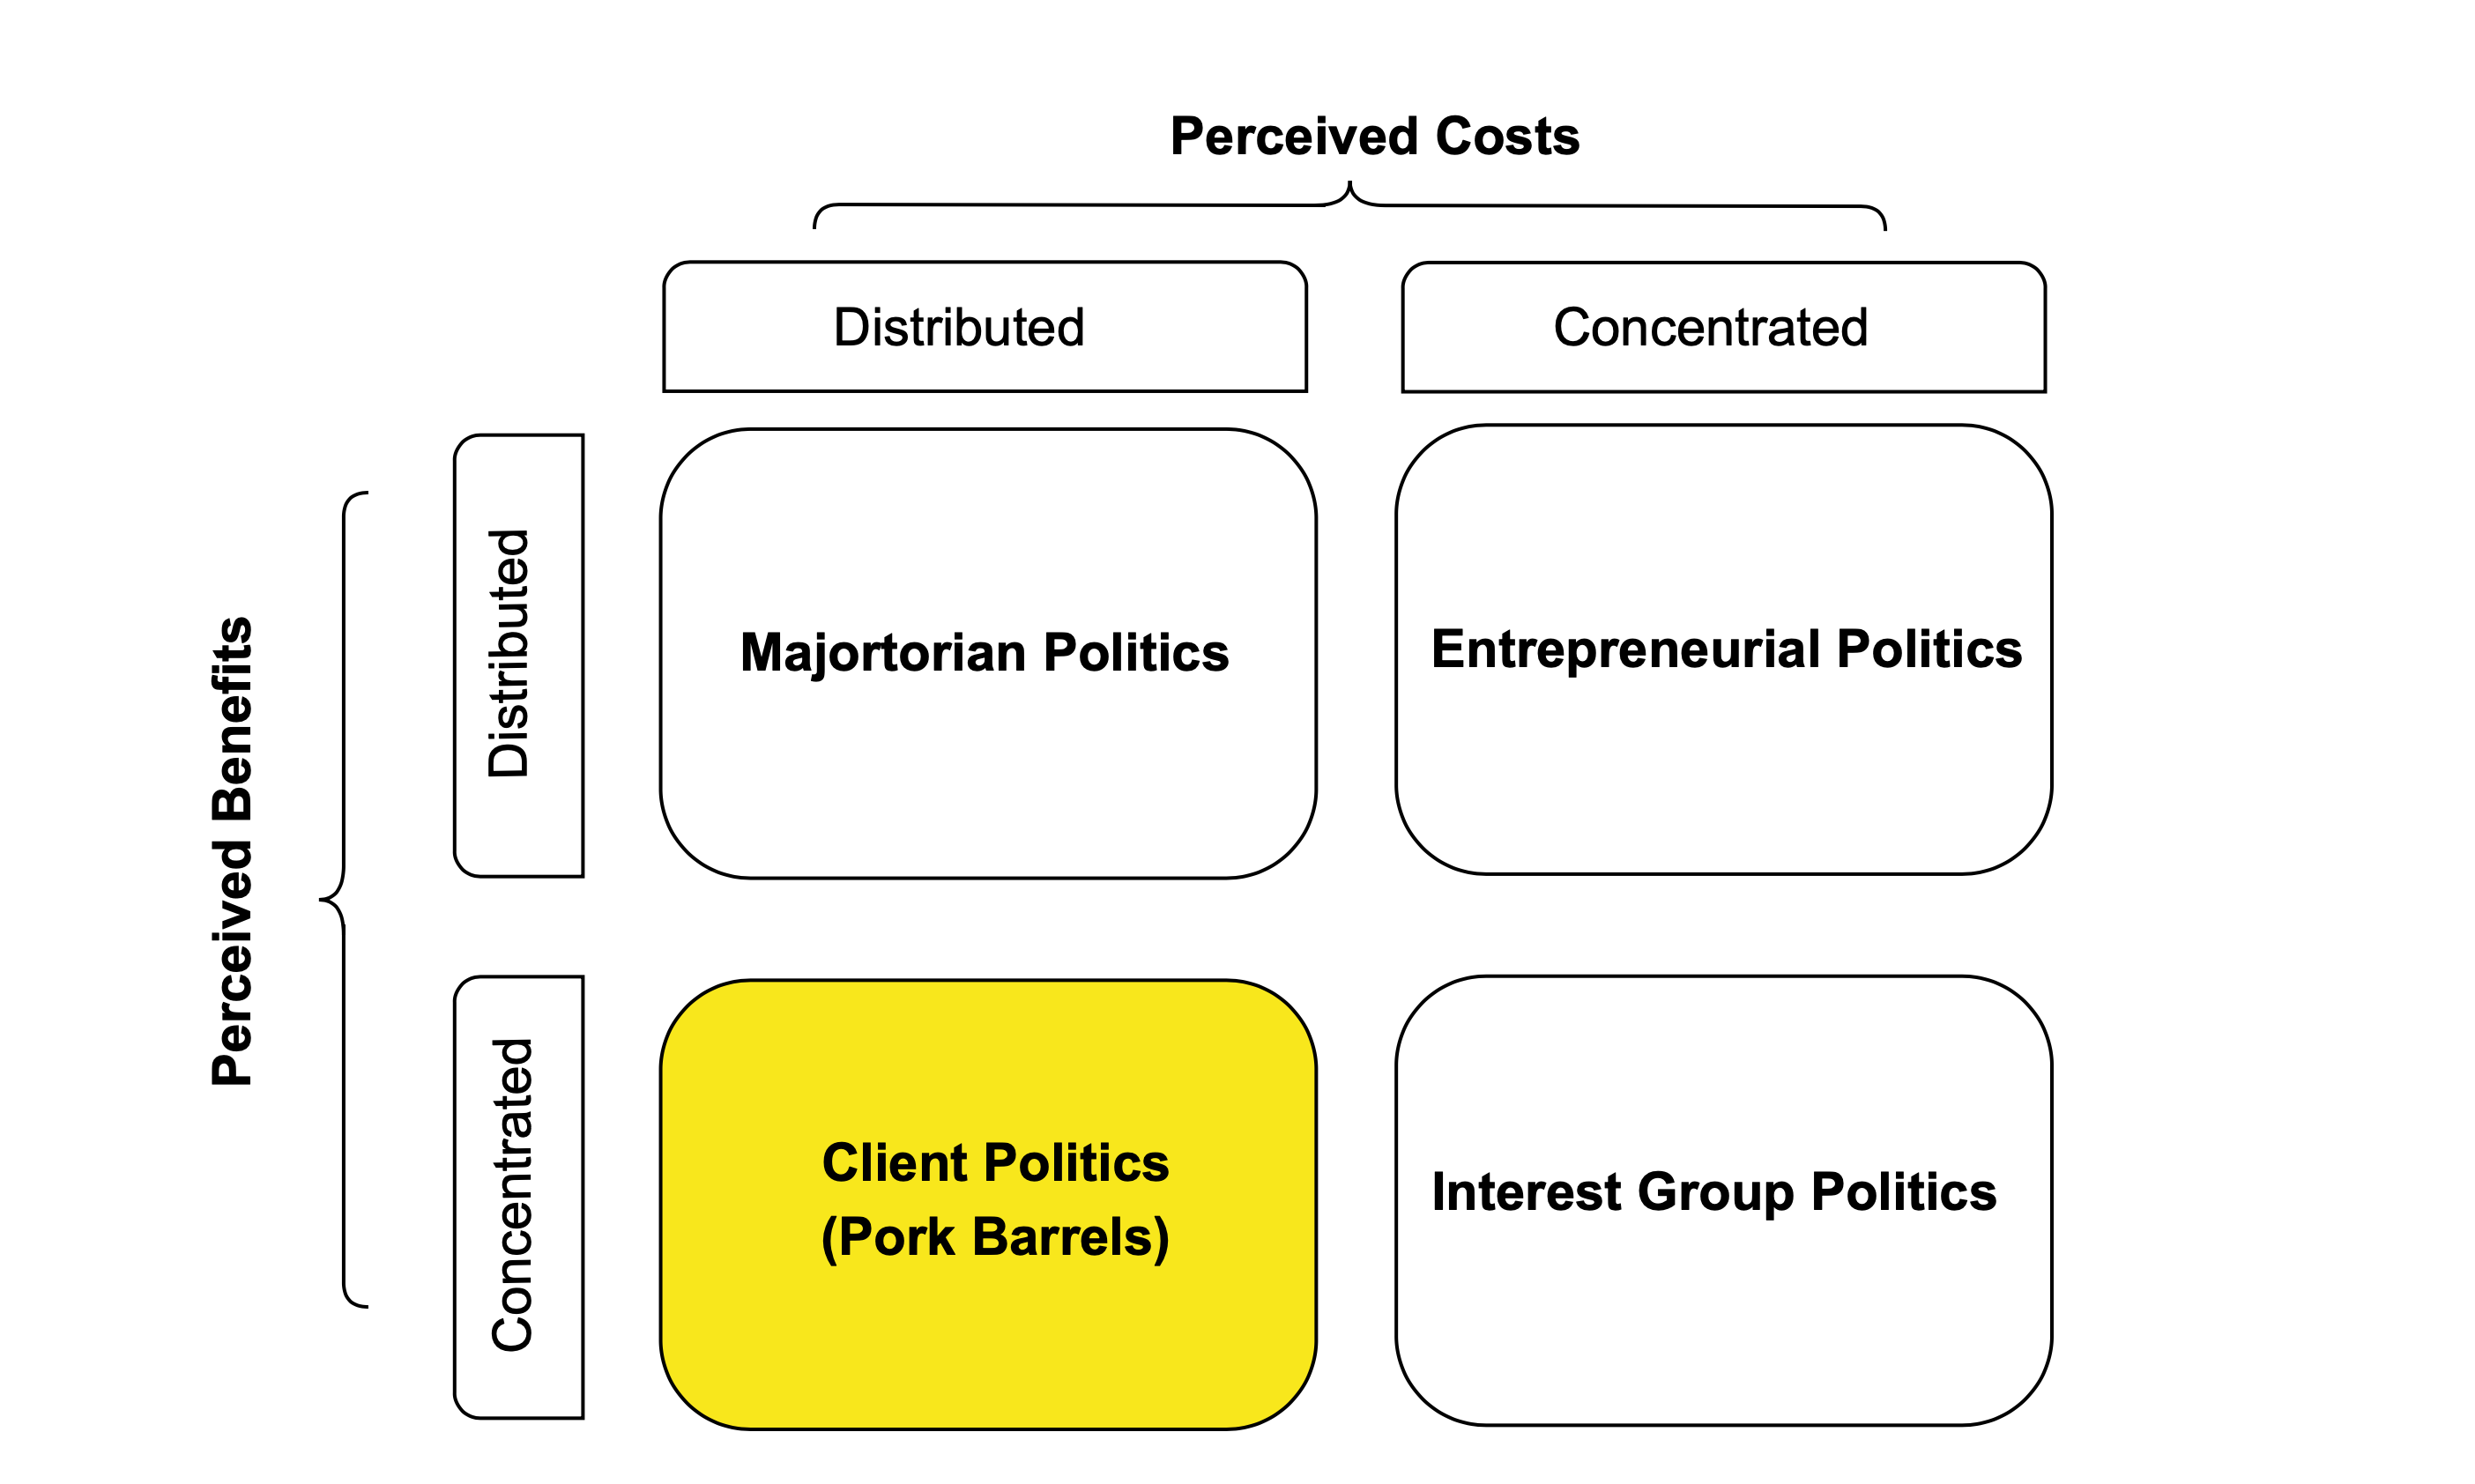 Perceived Costs
Distributed
Concentrated
Perceived Benefits
Distributed
Majortorian Politics
Entrepreneurial Politics
Concentrated
Client Politics
(Pork Barrels)
Interest Group Politics